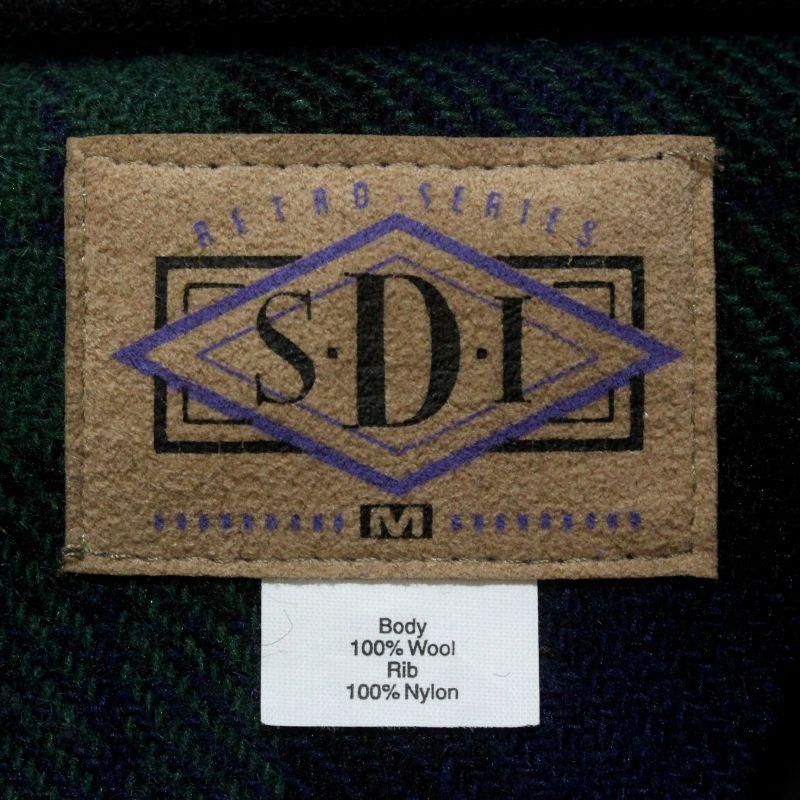 RETRO · SERIES
S·D·I
M
Body
100% Wool
Rib
100% Nylon